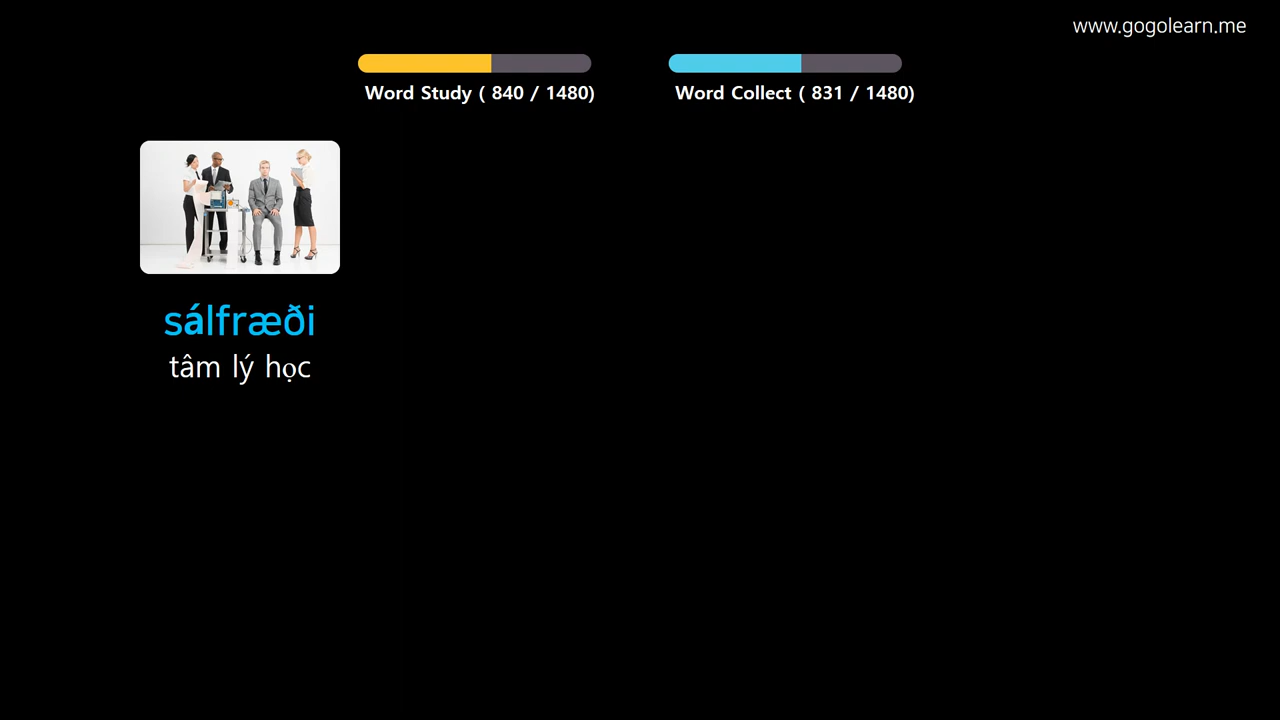 www.gogolearn.me
Word Study ( 840 / 1480)
Word Collect ( 831 / 1480)
sálfræði
tâm lý học